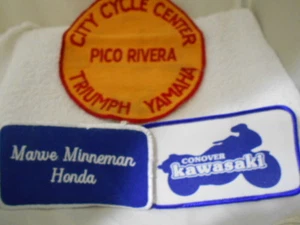 CITY CYCLE CENTER
PICO RIVERA
TRIUMPH YAMAHA
Marve Minneman
Honda
CONOVER
kawasaki